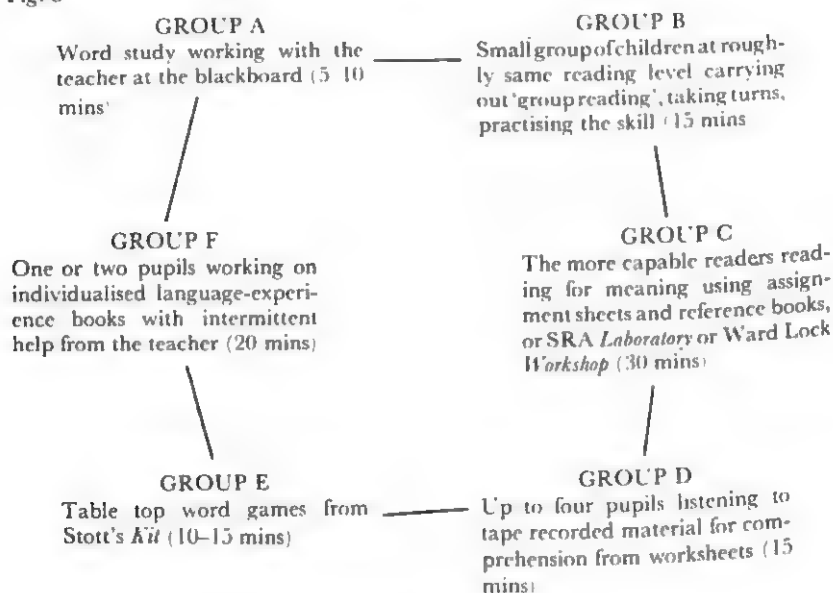 GROUP A
Word study working with the
teacher at the blackboard (5 10
mins)
GROUP B
Small group of children at rough-
ly same reading level carrying
out 'group reading', taking turns,
practising the skill (15 mins
GROUP F
One or two pupils working on
individualised language-experi-
ence books with intermittent
help from the teacher (20 mins)
GROUP C
The more capable readers read-
ing for meaning using assign-
ment sheets and reference books,
or SRA Laboratory or Ward Lock
Workshop (30 mins)
GROUP E
Table top word games from
Stott's Kit (10–15 mins)
GROUP D
Up to four pupils listening to
tape recorded material for com-
prehension from worksheets (15
mins)